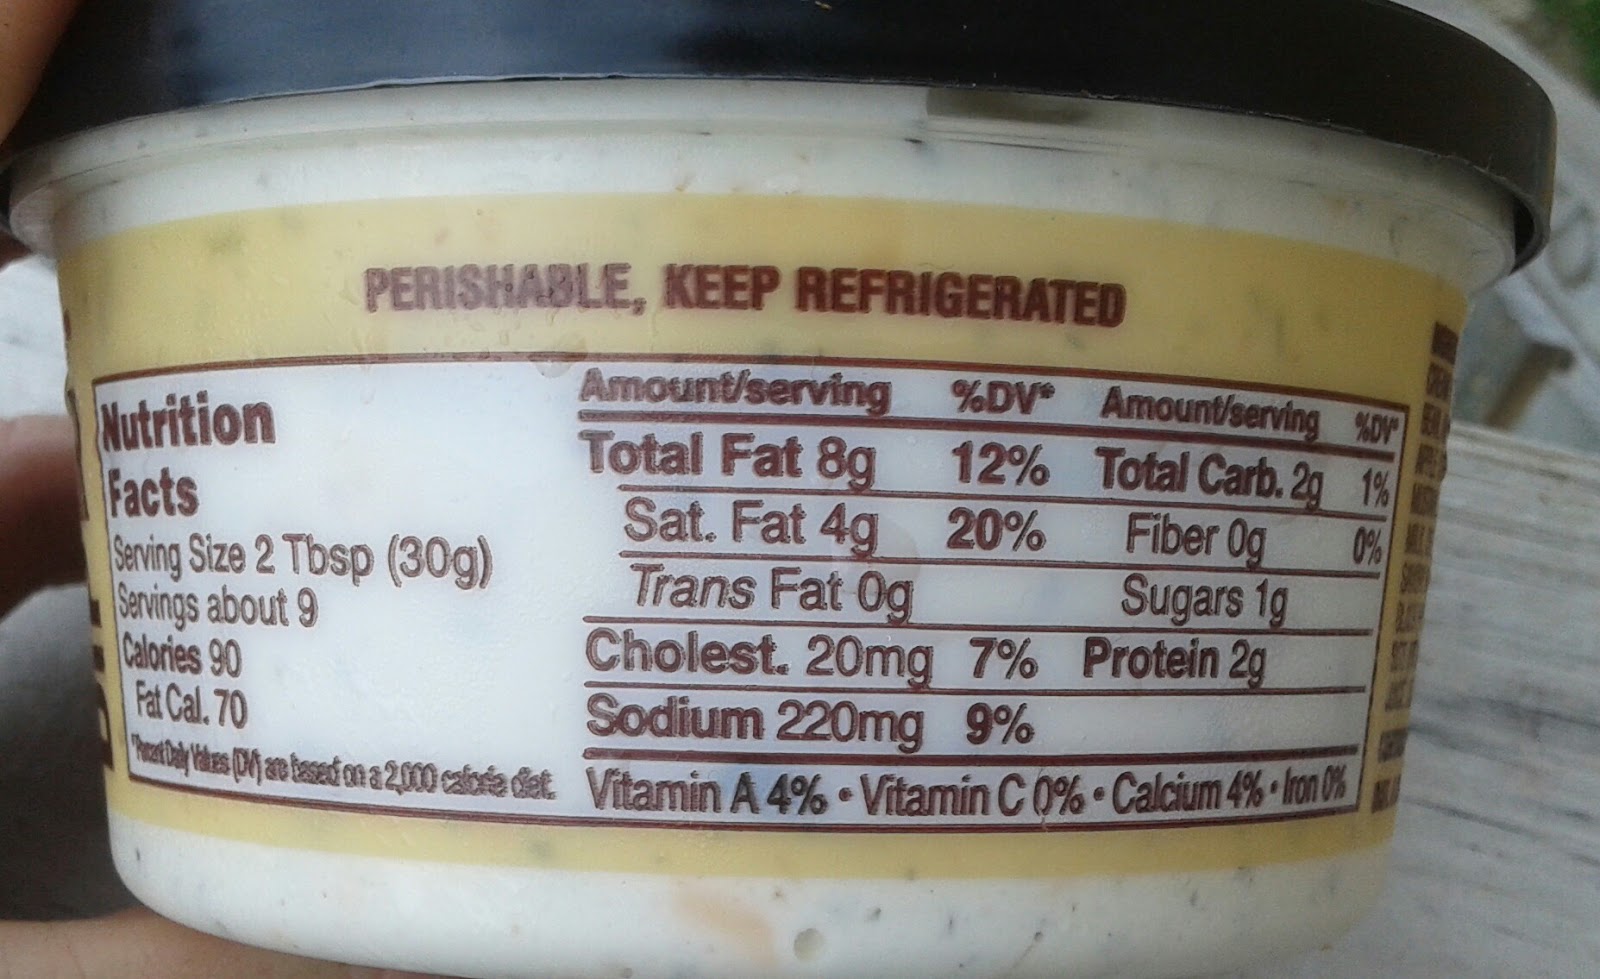 PERISHABLE, KEEP REFRIGERATED
Nutrition
Facts
Serving Size 2 Tbsp (30g)
Servings about 9
Calories 90
Fat Cal. 70
*Percent Daily Values (DV) are based on a 2,000 calorie diet.
Amount/serving %DV* Amount/serving %DV*
Total Fat 8g 12% Total Carb. 2g 1%
Sat. Fat 4g 20% Fiber 0g 0%
Trans Fat 0g Sugars 1g
Cholest. 20mg 7% Protein 2g
Sodium 220mg 9%
Vitamin A 4% • Vitamin C 0% • Calcium 4% • Iron 0%